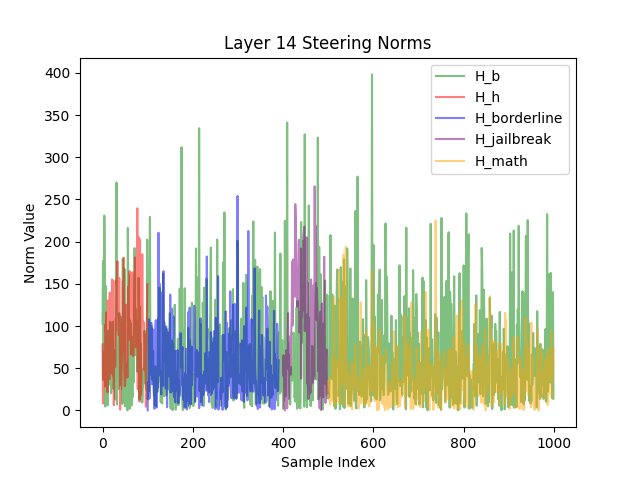 Layer 14 Steering Norms
Norm Value
400
350
300
250
200
150
100
50
0
H_b
H_h
H_borderline
H_jailbreak
H_math
0 200 400 600 800 1000
Sample Index